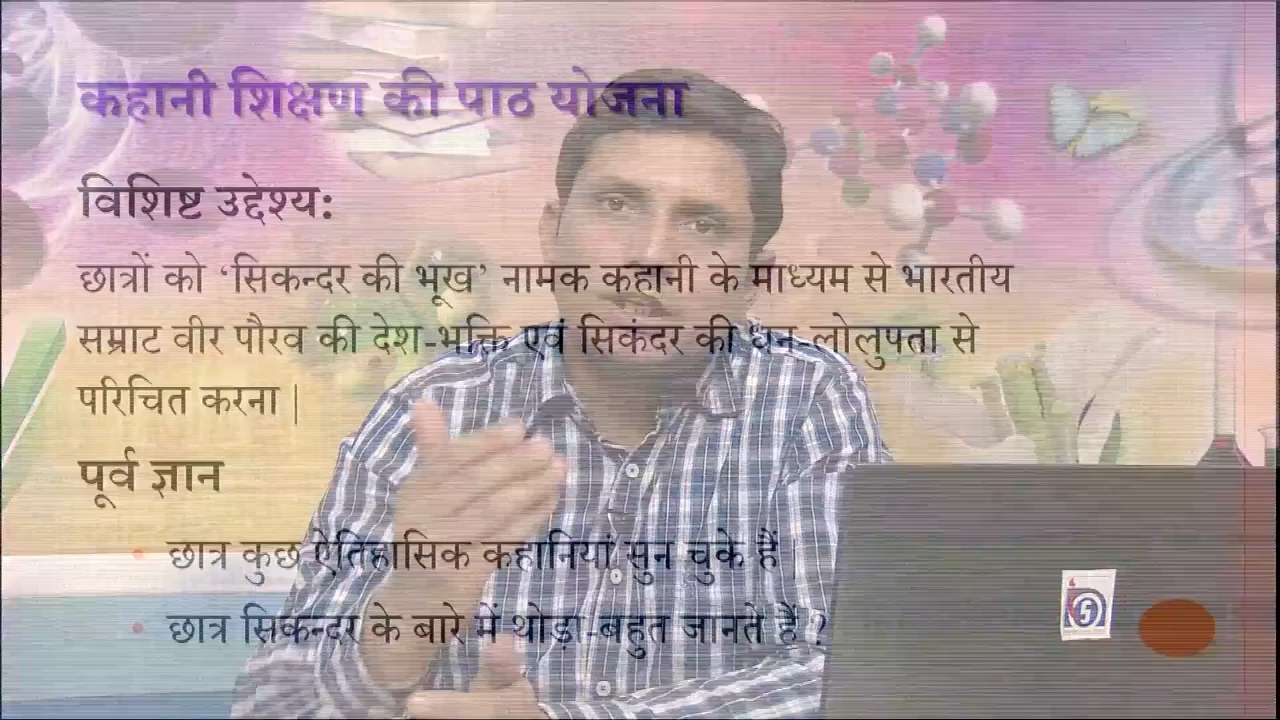 कहानी शिक्षण की पाठ योजना
विशिष्ट उद्देश्य:
छात्रों को ‘सिकन्दर की भूंख’ नामक कहानी के माध्यम से भारतीय
सम्राट वीर पौरव की देश-भक्ति एवं सिकंदर की धन-लोलुपता से
परिचित करना |
पूर्व ज्ञान
छात्र कुछ ऐतिहासिक कहानियां सुन चुके हैं |
छात्र सिकन्दर के बारे में थोड़ा-बहुत जानते हैं ?